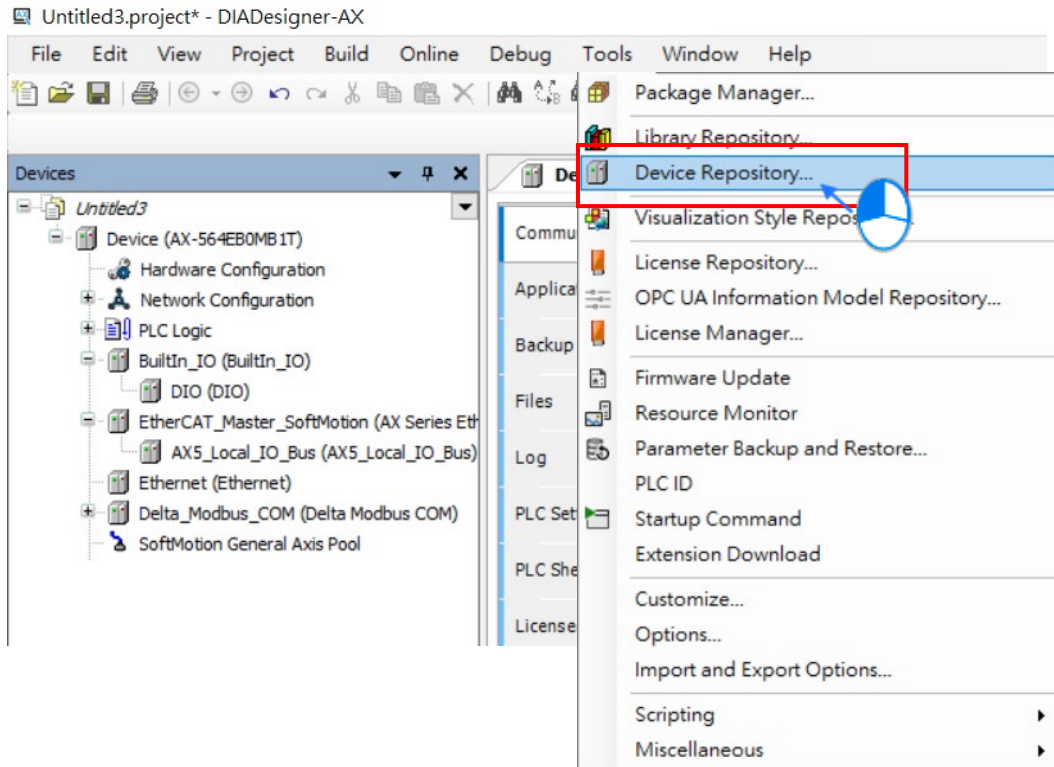 Untitled3.project* - DIADesigner-AX
File Edit View Project Build Online Debug Tools Window Help
Package Manager...
Library Repository...
Device Repository...
Visualization Style Repos
License Repository...
OPC UA Information Model Repository...
License Manager...
Firmware Update
Resource Monitor
Parameter Backup and Restore...
PLC ID
Startup Command
Extension Download
Customize...
Options...
Import and Export Options...
Scripting
Miscellaneous
Devices
Untitled3
Device (AX-564EB0MB1T)
Hardware Configuration
Network Configuration
PLC Logic
BuiltIn_IO (BuiltIn_IO)
DIO (DIO)
EtherCAT_Master_SoftMotion (AX Series Eth
AX5_Local_IO_Bus (AX5_Local_IO_Bus)
Ethernet (Ethernet)
Delta_Modbus_COM (Delta Modbus COM)
SoftMotion General Axis Pool
De
Commu
Applica
Backup
Files
Log
PLC Set
PLC She
License